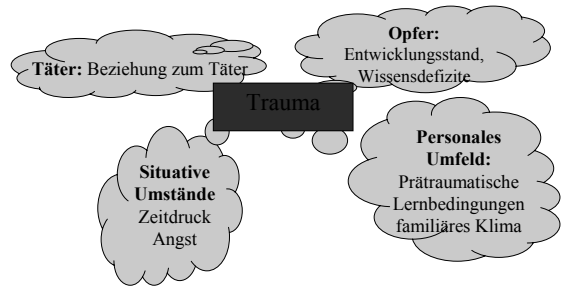 Täter: Beziehung zum Täter
Opfer:
Entwicklungsstand,
Wissensdefizite
Trauma
Situative
Umstände
Zeitdruck
Angst
Personales
Umfeld:
Prätraumatische
Lernbedingungen
familiäres Klima